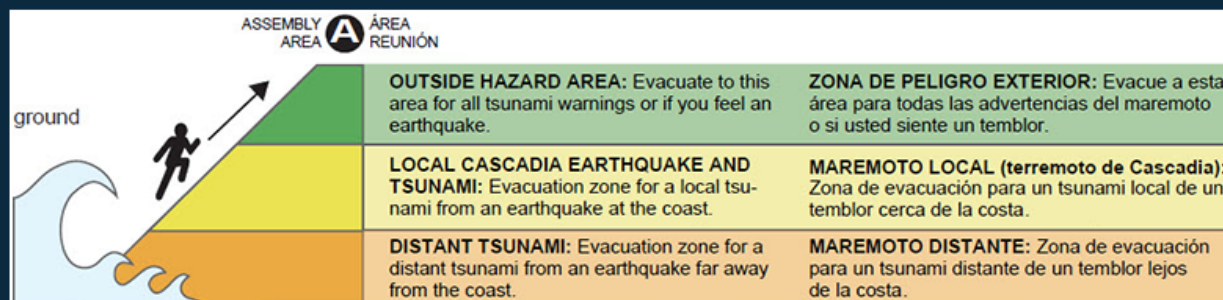 ASSEMBLY AREA
A
ÁREA REUNIÓN
ground
OUTSIDE HAZARD AREA: Evacuate to this
area for all tsunami warnings or if you feel an
earthquake.
ZONA DE PELIGRO EXTERIOR: Evacue a esta
área para todas las advertencias del maremoto
o si usted siente un temblor.
LOCAL CASCADIA EARTHQUAKE AND
TSUNAMI: Evacuation zone for a local tsu-
nami from an earthquake at the coast.
MAREMOTO LOCAL (terremoto de Cascadia):
Zona de evacuación para un tsunami local de un
temblor cerca de la costa.
DISTANT TSUNAMI: Evacuation zone for a
distant tsunami from an earthquake far away
from the coast.
MAREMOTO DISTANTE: Zona de evacuación
para un tsunami distante de un temblor lejos
de la costa.